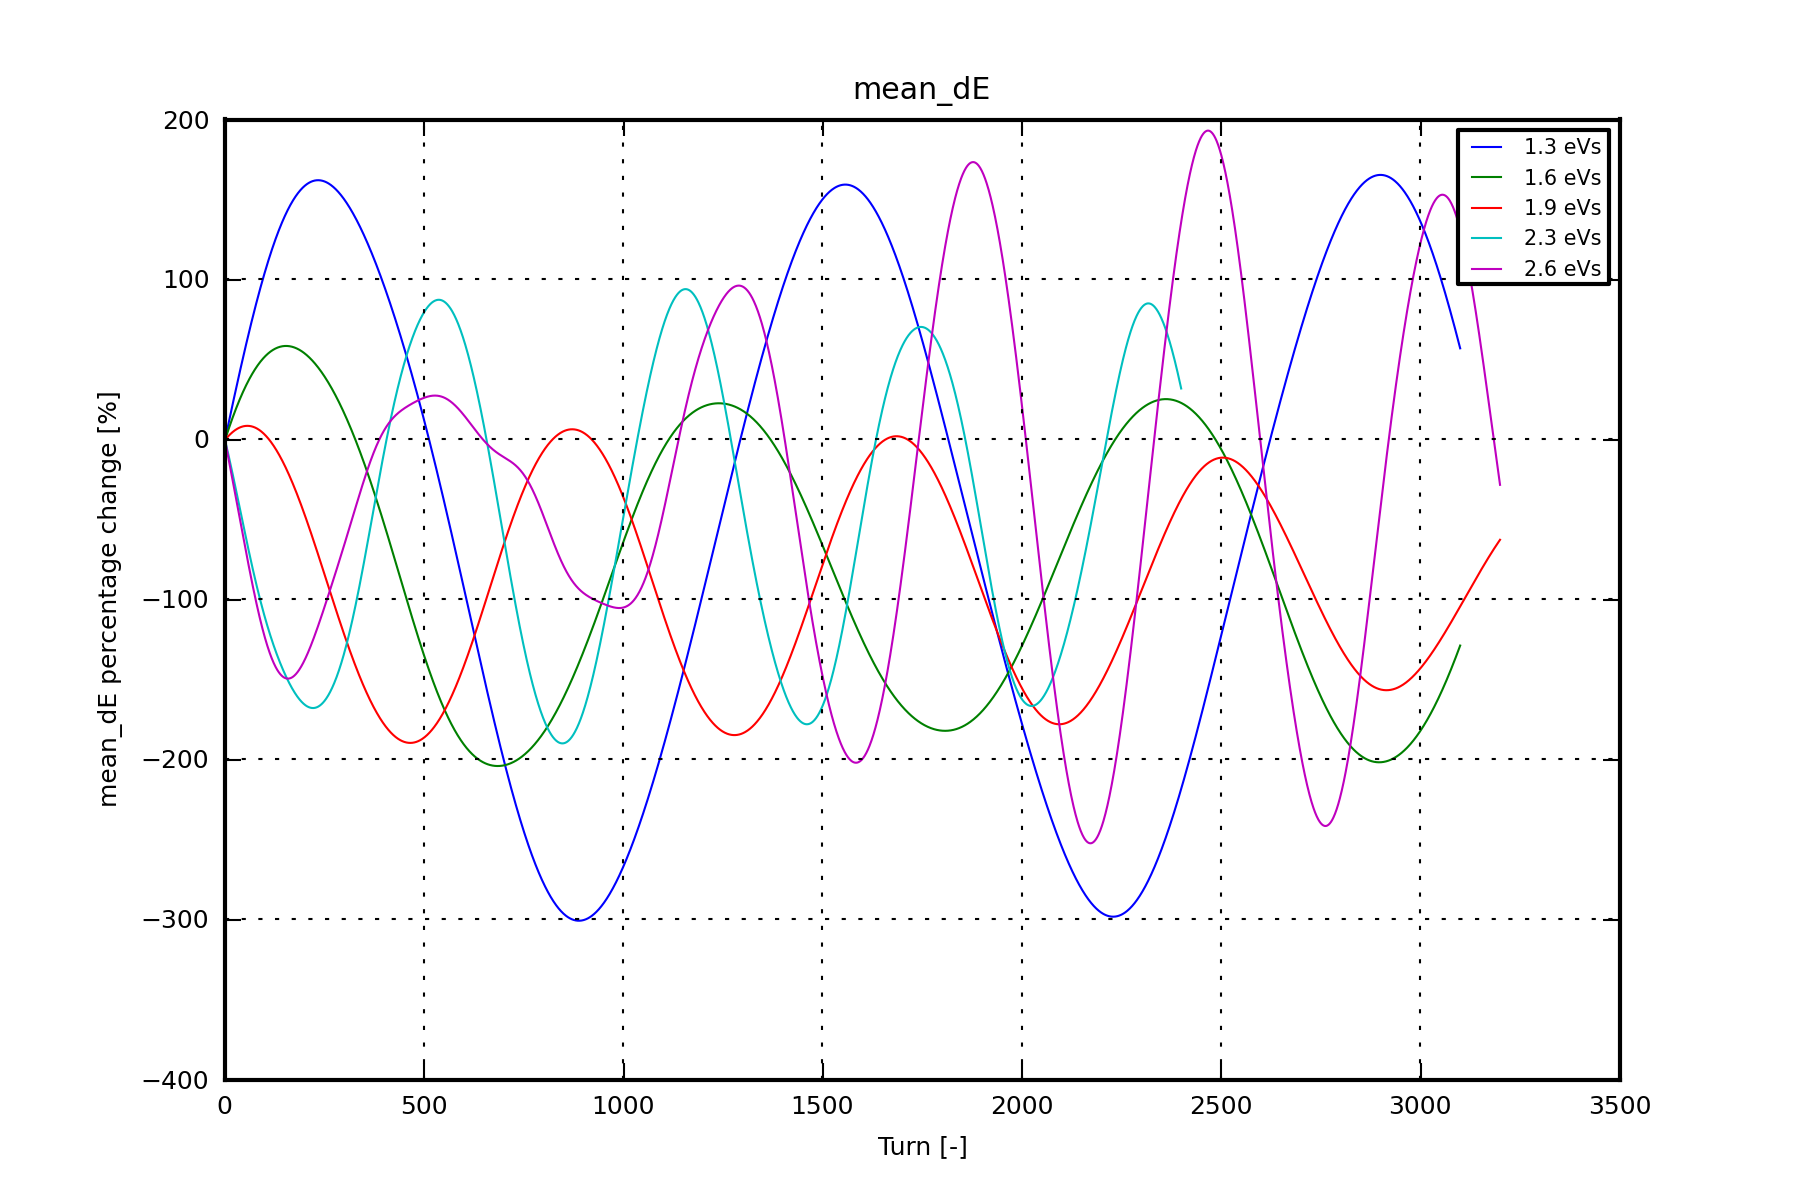 mean_dE
200
100
0
−100
−200
−300
−400
mean_dE percentage change [%]
1.3 eVs
1.6 eVs
1.9 eVs
2.3 eVs
2.6 eVs
0 500 1000 1500 2000 2500 3000 3500
Turn [-]